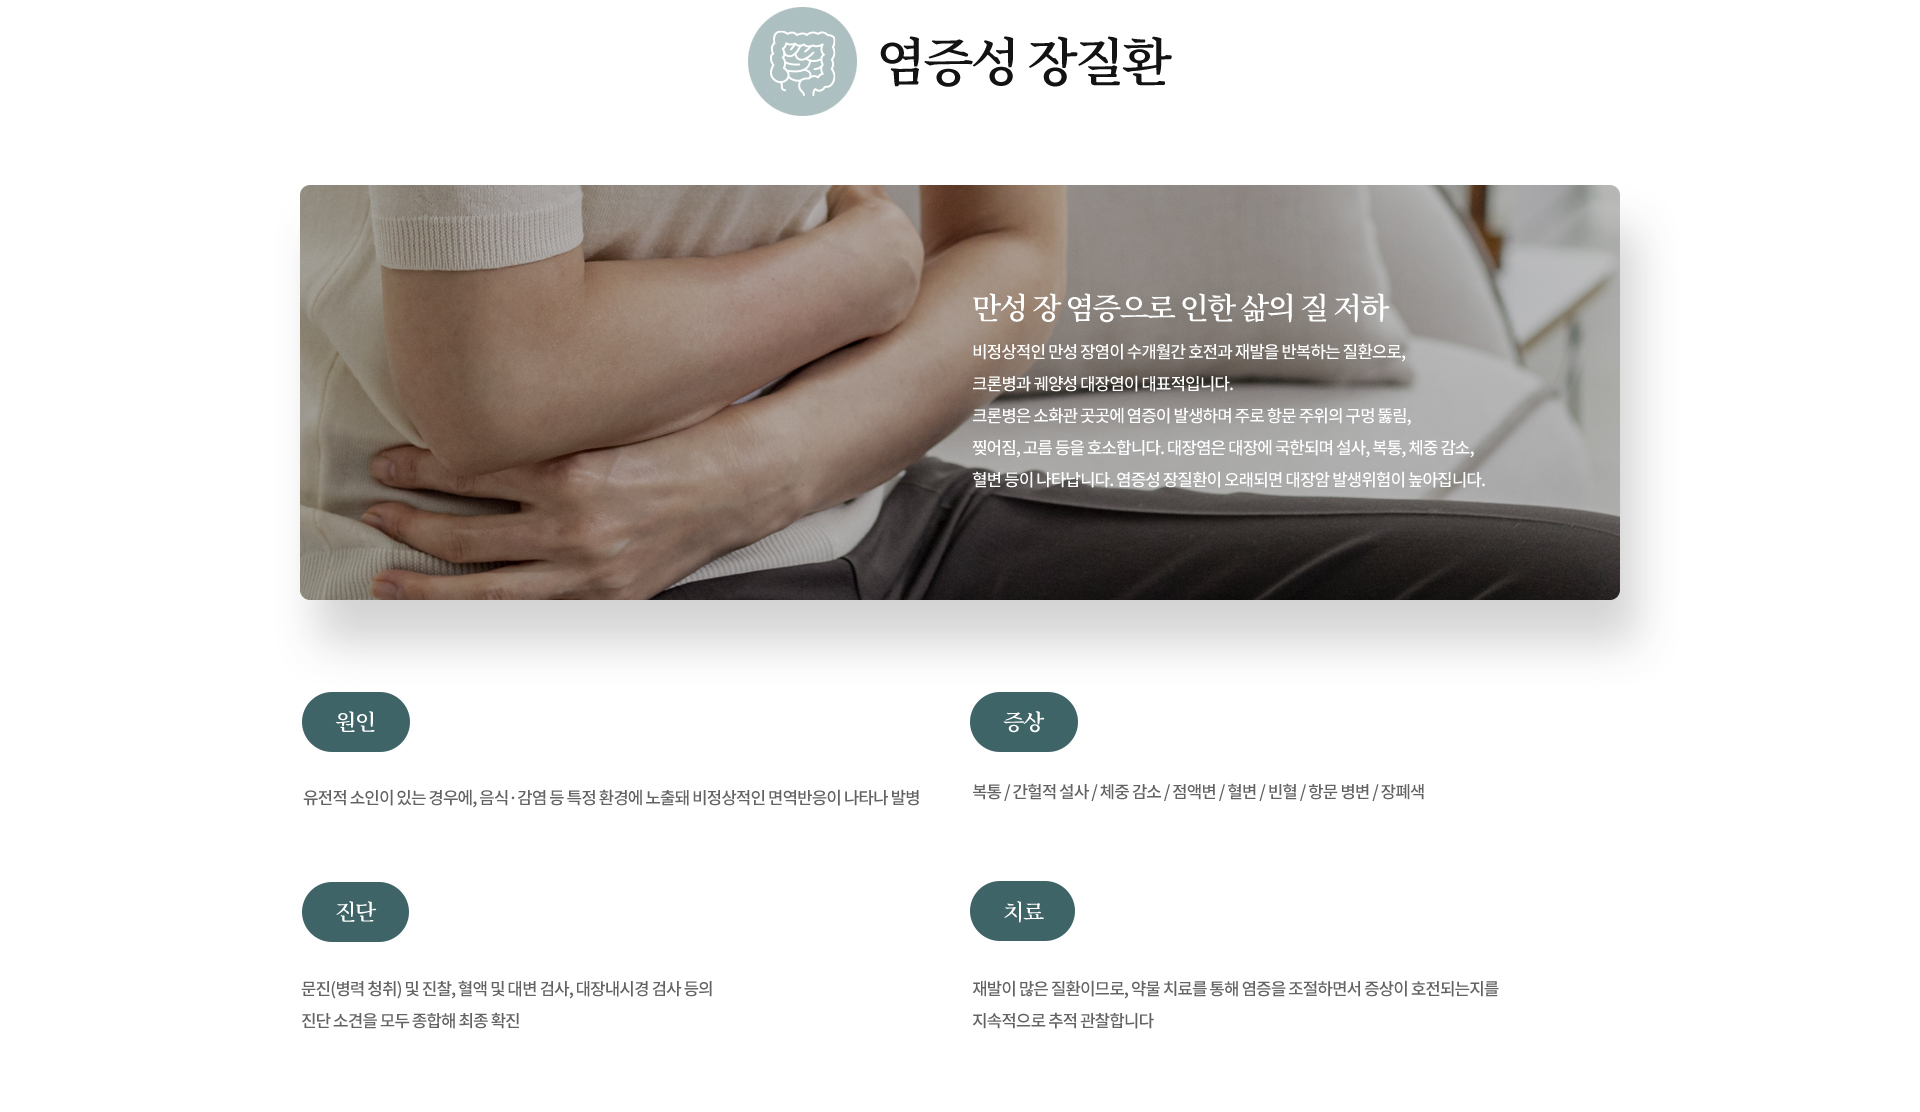 염증성 장질환
만성 장 염증으로 인한 삶의 질 저하
비정상적인 만성 장염이 수개월간 호전과 재발을 반복하는 질환으로,
크론병과 궤양성 대장염이 대표적입니다.
크론병은 소화관 곳곳에 염증이 발생하며 주로 항문 주위의 구멍 뚫림,
찢어짐, 고름 등을 호소합니다. 대장염은 대장에 국한되며 설사, 복통, 체중 감소,
혈변 등이 나타납니다. 염증성 장질환이 오래되면 대장암 발생위험이 높아집니다.
원인
유전적 소인이 있는 경우에, 음식·감염 등 특정 환경에 노출돼 비정상적인 면역반응이 나타나 발병
증상
복통 / 간헐적 설사 / 체중 감소 / 점액변 / 혈변 / 빈혈 / 항문 병변 / 장폐색
진단
문진(병력 청취) 및 진찰, 혈액 및 대변 검사, 대장내시경 검사 등의
진단 소견을 모두 종합해 최종 확진
치료
재발이 많은 질환이므로, 약물 치료를 통해 염증을 조절하면서 증상이 호전되는지를
지속적으로 추적 관찰합니다